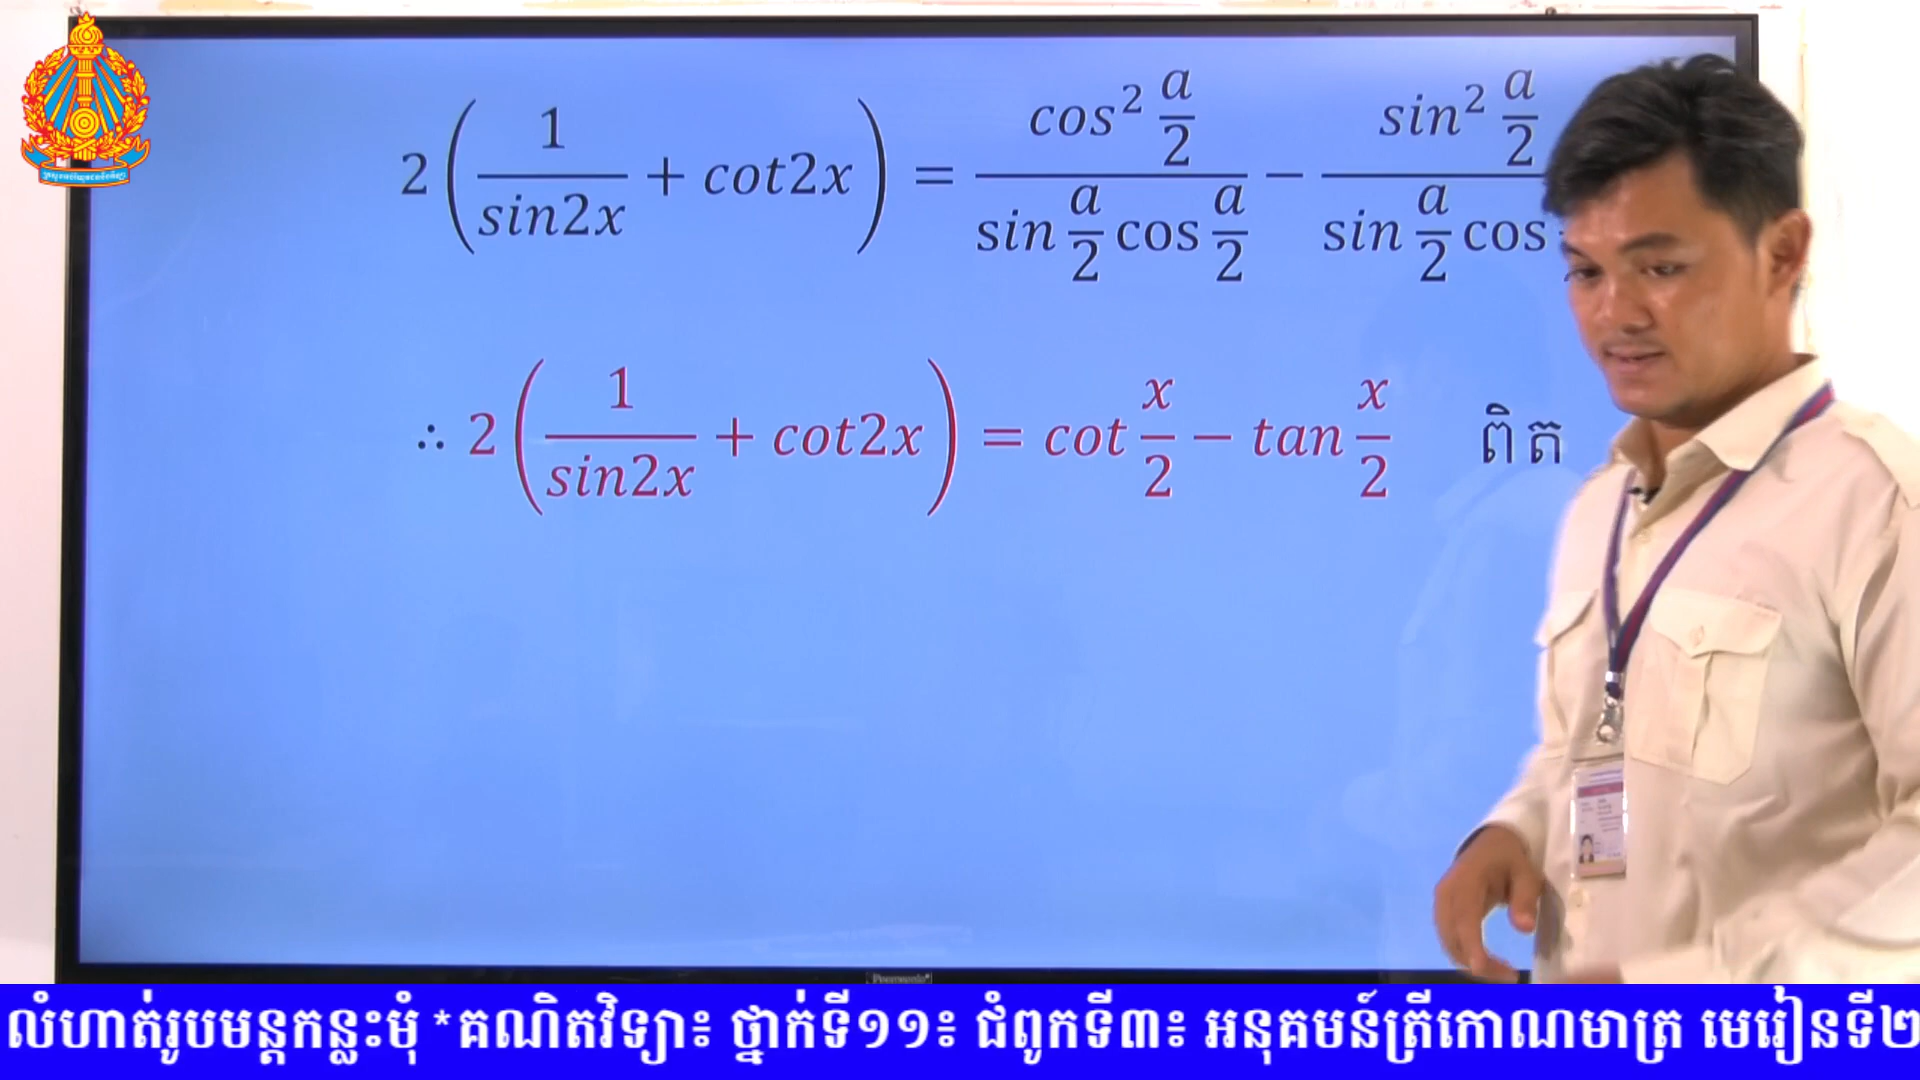 2(1/sin2x + cot2x) = cos² a/2 / sin a/2 cos a/2 − sin² a/2 / sin a/2 cos
∴ 2(1/sin2x + cot2x) = cot x/2 − tan x/2 ពិត
លំហាត់រូបមន្តកន្លះមុំ *គណិតវិទ្យា៖ ថ្នាក់ទី១១៖ ជំពូកទី៣៖ អនុគមន៍ត្រីកោណមាត្រ មេរៀនទី២